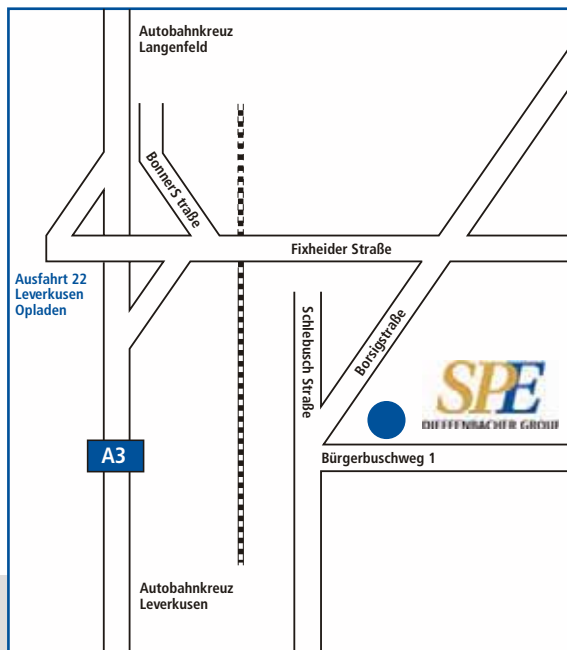 Autobahnkreuz
Langenfeld
BonnerS traße
Fixheider Straße
Ausfahrt 22
Leverkusen
Opladen
Schlebusch Straße
Borsigstraße
SPE
DIEFFENBACHER GROUP
A3
Bürgerbuschweg 1
Autobahnkreuz
Leverkusen